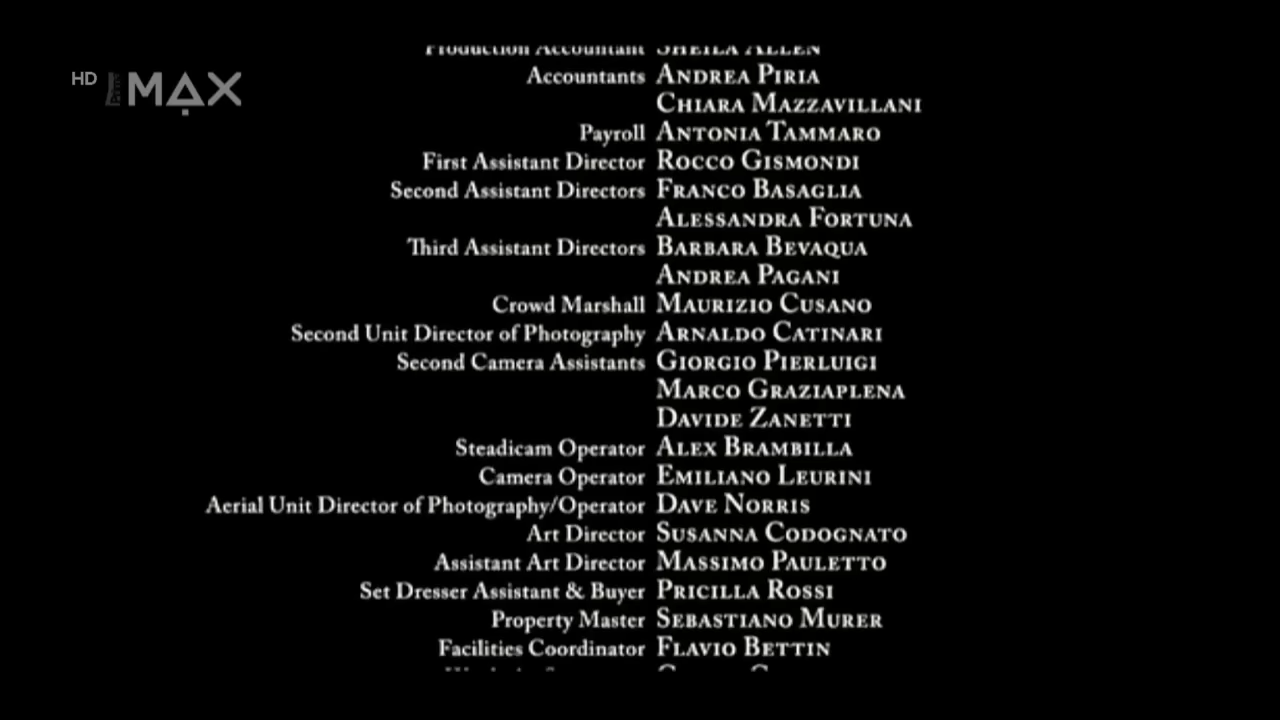 Production Accountant SHEILA ALLEN
HD MAX
Accountants ANDREA PIRIA
CHIARA MAZZAVILLANI
Payroll ANTONIA TAMMARO
First Assistant Director ROCCO GISMONDI
Second Assistant Directors FRANCO BASAGLIA
ALESSANDRA FORTUNA
Third Assistant Directors BARBARA BEVAQUA
ANDREA PAGANI
Crowd Marshall MAURIZIO CUSANO
Second Unit Director of Photography ARNALDO CATINARI
Second Camera Assistants GIORGIO PIERLUIGI
MARCO GRAZIAPLENA
DAVIDE ZANETTI
Steadicam Operator ALEX BRAMBILLA
Camera Operator EMILIANO LEURINI
Aerial Unit Director of Photography/Operator DAVE NORRIS
Art Director SUSANNA CODOGNATO
Assistant Art Director MASSIMO PAULETTO
Set Dresser Assistant & Buyer PRICILLA ROSSI
Property Master SEBASTIANO MURER
Facilities Coordinator FLAVIO BETTIN